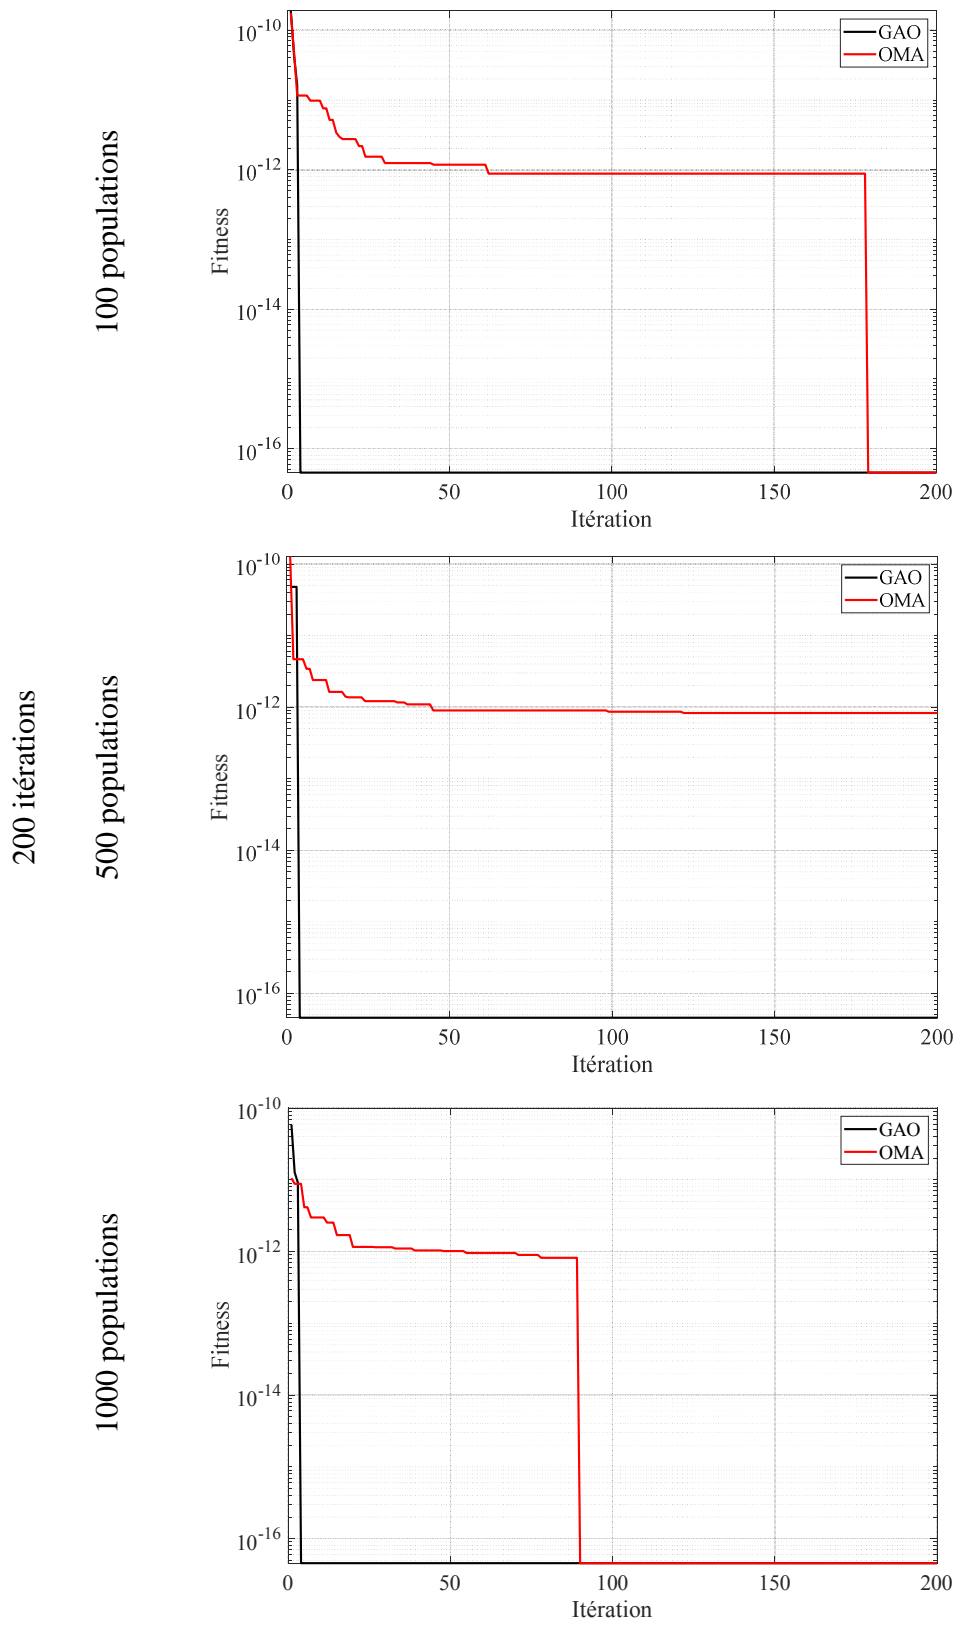 200 itérations
100 populations
Fitness
10-10
10-12
10-14
10-16
GAO
OMA
0 50 100 150 200
Itération
500 populations
Fitness
10-10
10-12
10-14
10-16
GAO
OMA
0 50 100 150 200
Itération
1000 populations
Fitness
10-10
10-12
10-14
10-16
GAO
OMA
0 50 100 150 200
Itération